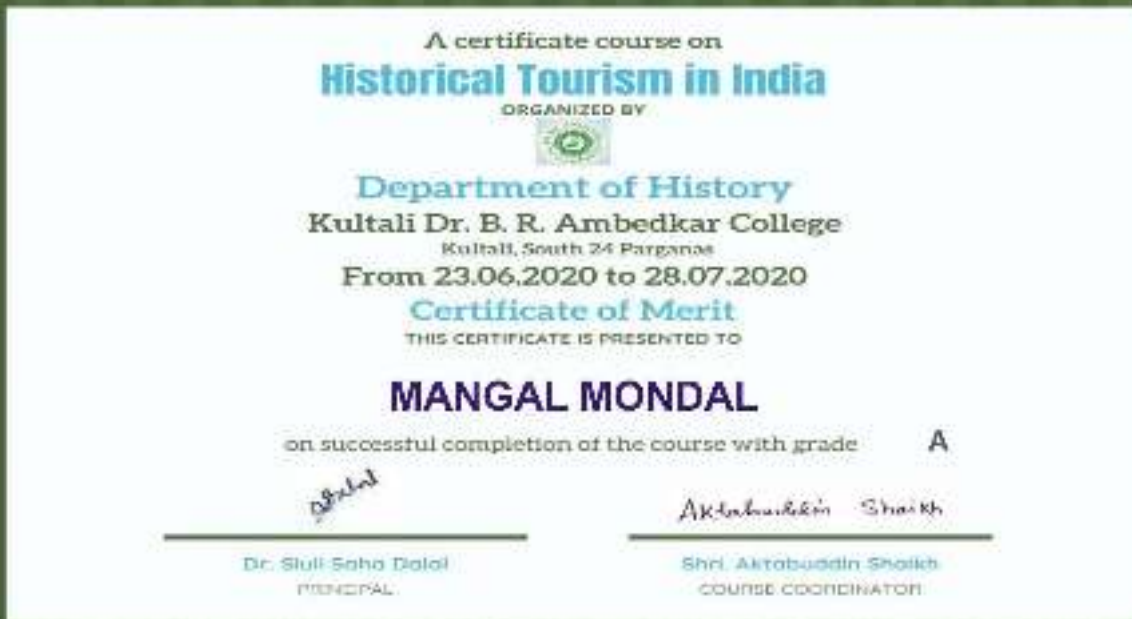 A certificate course on
Historical Tourism in India
ORGANIZED BY
Department of History
Kultali Dr. B. R. Ambedkar College
Kultali, South 24 Parganas
From 23.06.2020 to 28.07.2020
Certificate of Merit
THIS CERTIFICATE IS PRESENTED TO
MANGAL MONDAL
on successful completion of the course with grade A
Aktabuddin Shaikh
Dr. Siuli Saha Dalal
Shri. Aktabuddin Shaikh
PRINCIPAL
COURSE COORDINATOR